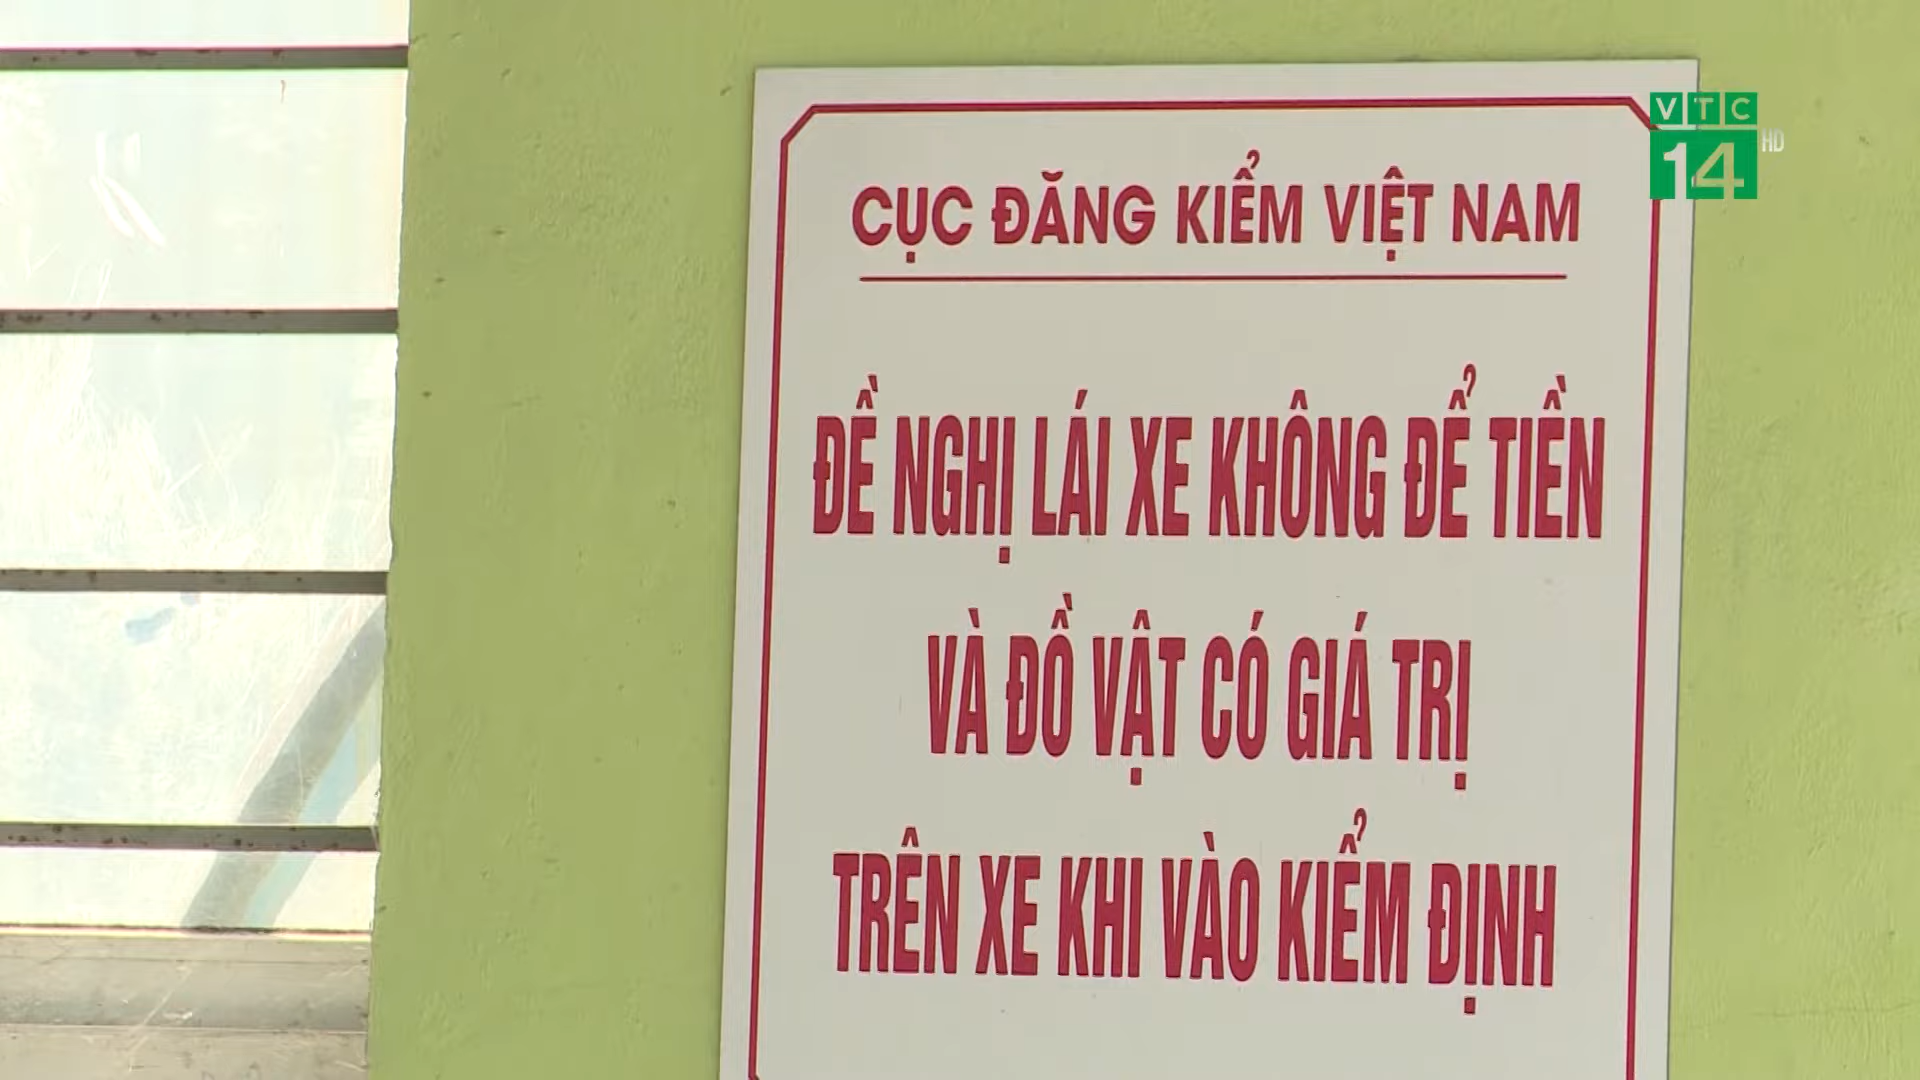 VTC
14 HD
CỤC ĐĂNG KIỂM VIỆT NAM
ĐỀ NGHỊ LÁI XE KHÔNG ĐỂ TIỀN
VÀ ĐỒ VẬT CÓ GIÁ TRỊ
TRÊN XE KHI VÀO KIỂM ĐỊNH